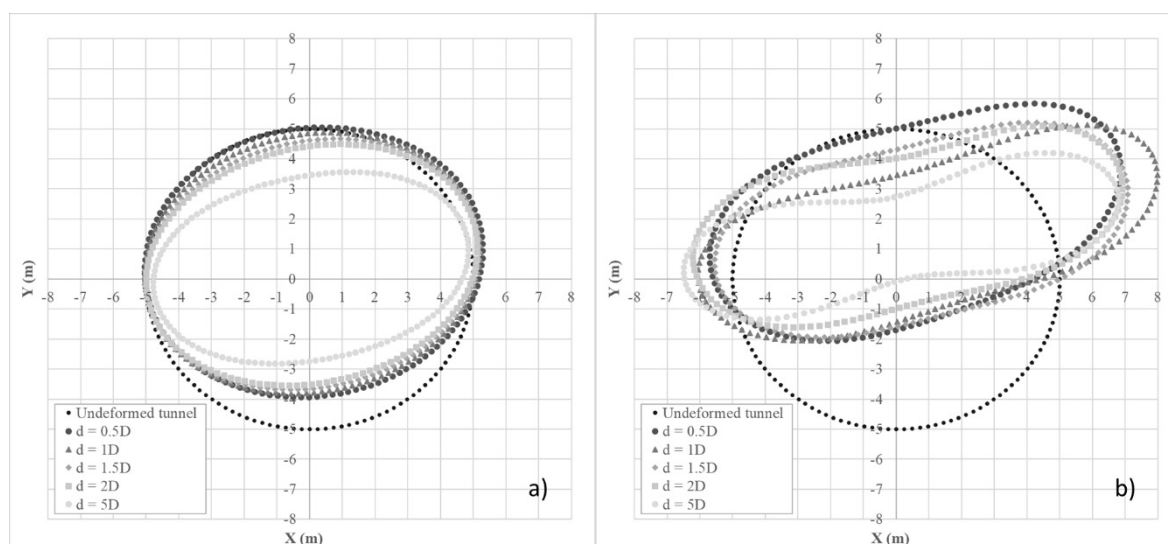 8
7
6
5
4
3
2
1
0
-1
-2
-3
-4
-5
-6
-7
-8
-8 -7 -6 -5 -4 -3 -2 -1 0 1 2 3 4 5 6 7 8
Y (m)
X (m)
Undeformed tunnel
d = 0.5D
d = 1D
d = 1.5D
d = 2D
d = 5D
a)
8
7
6
5
4
3
2
1
0
-1
-2
-3
-4
-5
-6
-7
-8
-8 -7 -6 -5 -4 -3 -2 -1 0 1 2 3 4 5 6 7 8
Y (m)
X (m)
Undeformed tunnel
d = 0.5D
d = 1D
d = 1.5D
d = 2D
d = 5D
b)